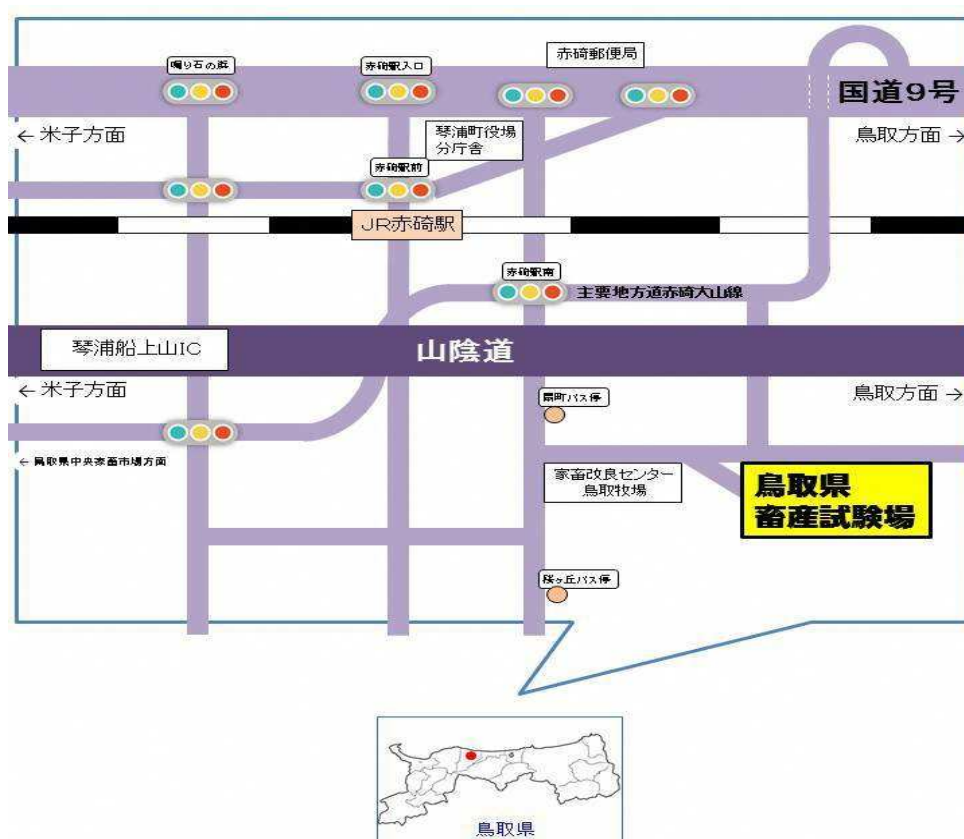 鳴り石の浜
赤碕駅入口
赤碕郵便局
国道9号
← 米子方面
琴浦町役場
分庁舎
鳥取方面 →
赤碕駅前
JR赤碕駅
赤碕駅南
主要地方道赤崎大山線
琴浦船上山IC
山陰道
← 米子方面
鳥取方面 →
扇町バス停
← 鳥取県中央家畜市場方面
家畜改良センター
鳥取牧場
鳥取県
畜産試験場
桜ヶ丘バス停
鳥取県